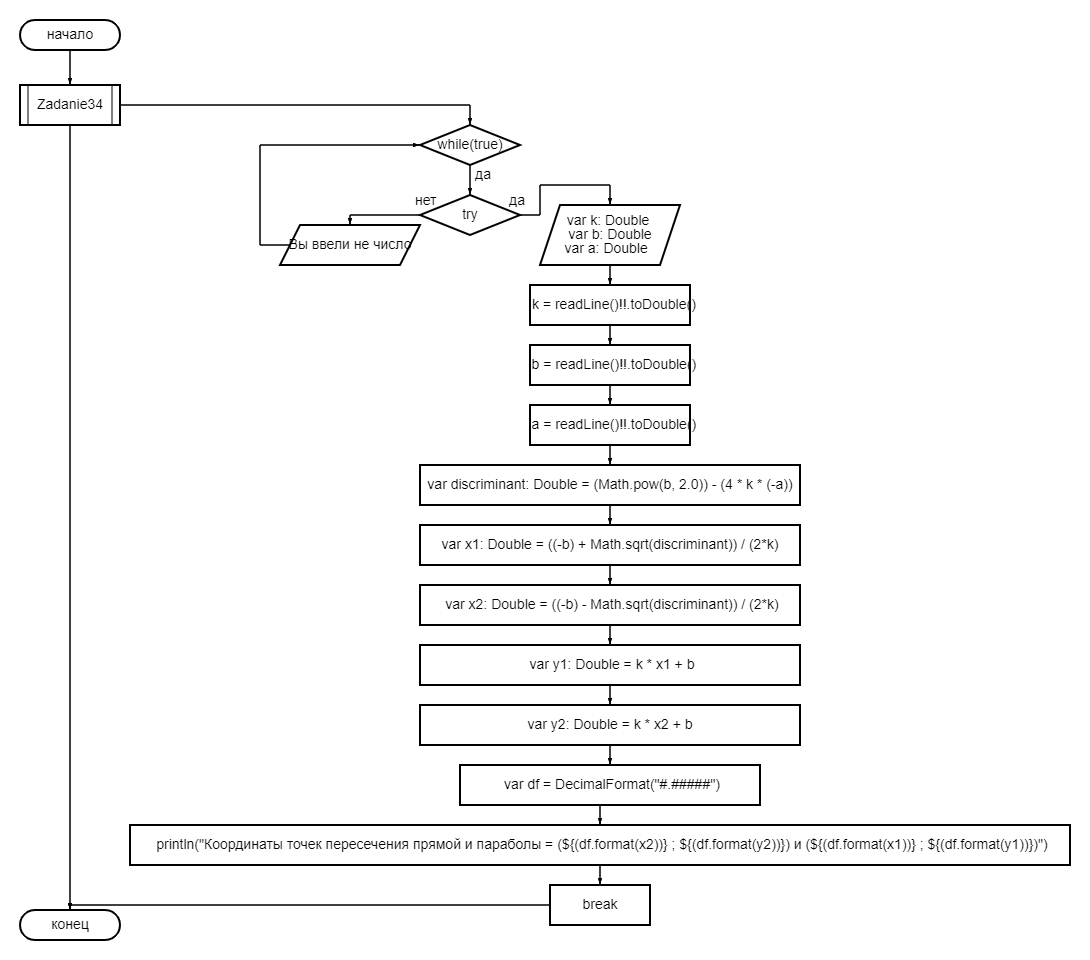 начало
Zadanie34
while(true)
да
нет
да
try
Вы ввели не число
var k: Double
var b: Double
var a: Double
k = readLine()!!.toDouble()
b = readLine()!!.toDouble()
a = readLine()!!.toDouble()
var discriminant: Double = (Math.pow(b, 2.0)) - (4 * k * (-a))
var x1: Double = ((-b) + Math.sqrt(discriminant)) / (2*k)
var x2: Double = ((-b) - Math.sqrt(discriminant)) / (2*k)
var y1: Double = k * x1 + b
var y2: Double = k * x2 + b
var df = DecimalFormat("#.#####")
println("Координаты точек пересечения прямой и параболы = (${(df.format(x2))} ; ${(df.format(y2))}) и (${(df.format(x1))} ; ${(df.format(y1))})")
break
конец